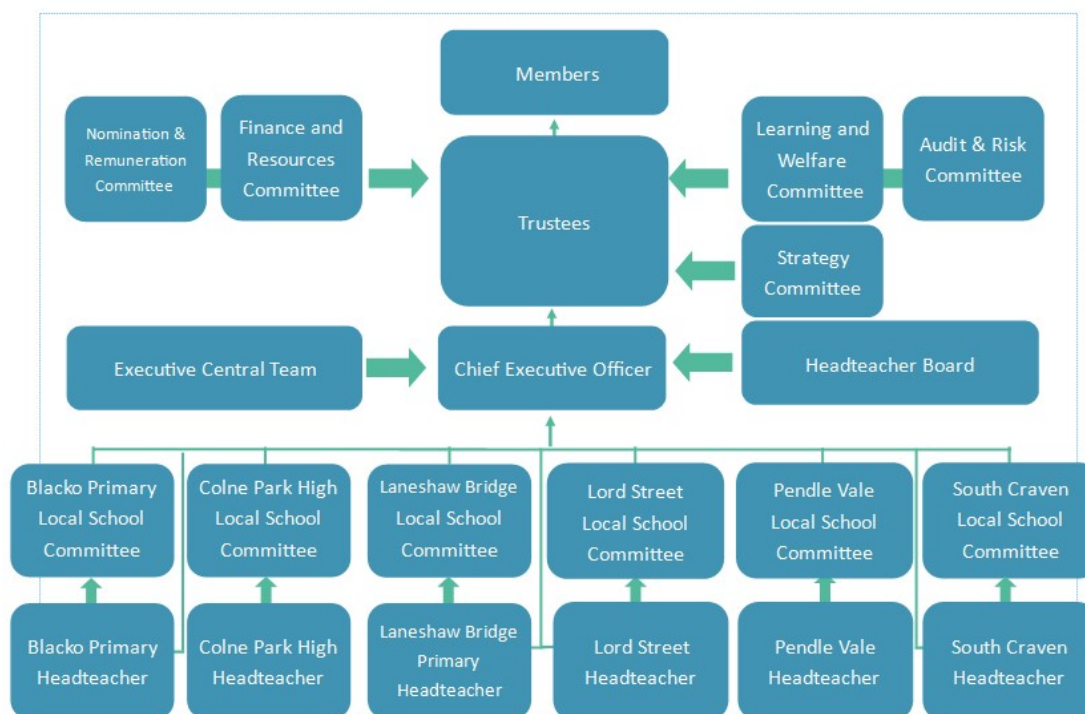 Members
Nomination &
Remuneration
Committee
Finance and
Resources
Committee
Trustees
Learning and
Welfare
Committee
Audit & Risk
Committee
Strategy
Committee
Executive Central Team
Chief Executive Officer
Headteacher Board
Blacko Primary
Local School
Committee
Colne Park High
Local School
Committee
Laneshaw Bridge
Local School
Committee
Lord Street
Local School
Committee
Pendle Vale
Local School
Committee
South Craven
Local School
Committee
Blacko Primary
Headteacher
Colne Park High
Headteacher
Laneshaw Bridge
Primary
Headteacher
Lord Street
Headteacher
Pendle Vale
Headteacher
South Craven
Headteacher